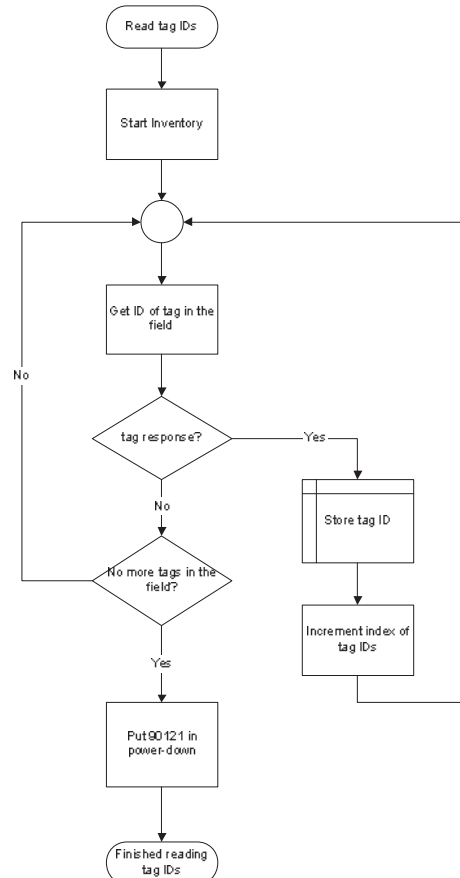 Read tag IDs
Start Inventory
Get ID of tag in the
field
No
tag response?
Yes
No
Store tag ID
No more tags in the
field?
Increment index of
tag IDs
Yes
Put 90121 in
power-down
Finished reading
tag IDs